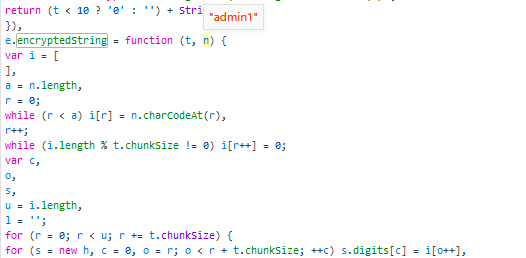 return (t < 10 ? '0' : '') + Stri
"admin1"
}),
e.encryptedString = function (t, n) {
var i = [
],
a = n.length,
r = 0;
while (r < a) i[r] = n.charCodeAt(r),
r++;
while (i.length % t.chunkSize != 0) i[r++] = 0;
var c,
o,
s,
u = i.length,
l = '';
for (r = 0; r < u; r += t.chunkSize) {
for (s = new h, c = 0, o = r; o < r + t.chunkSize; ++c) s.digits[c] = i[o++],